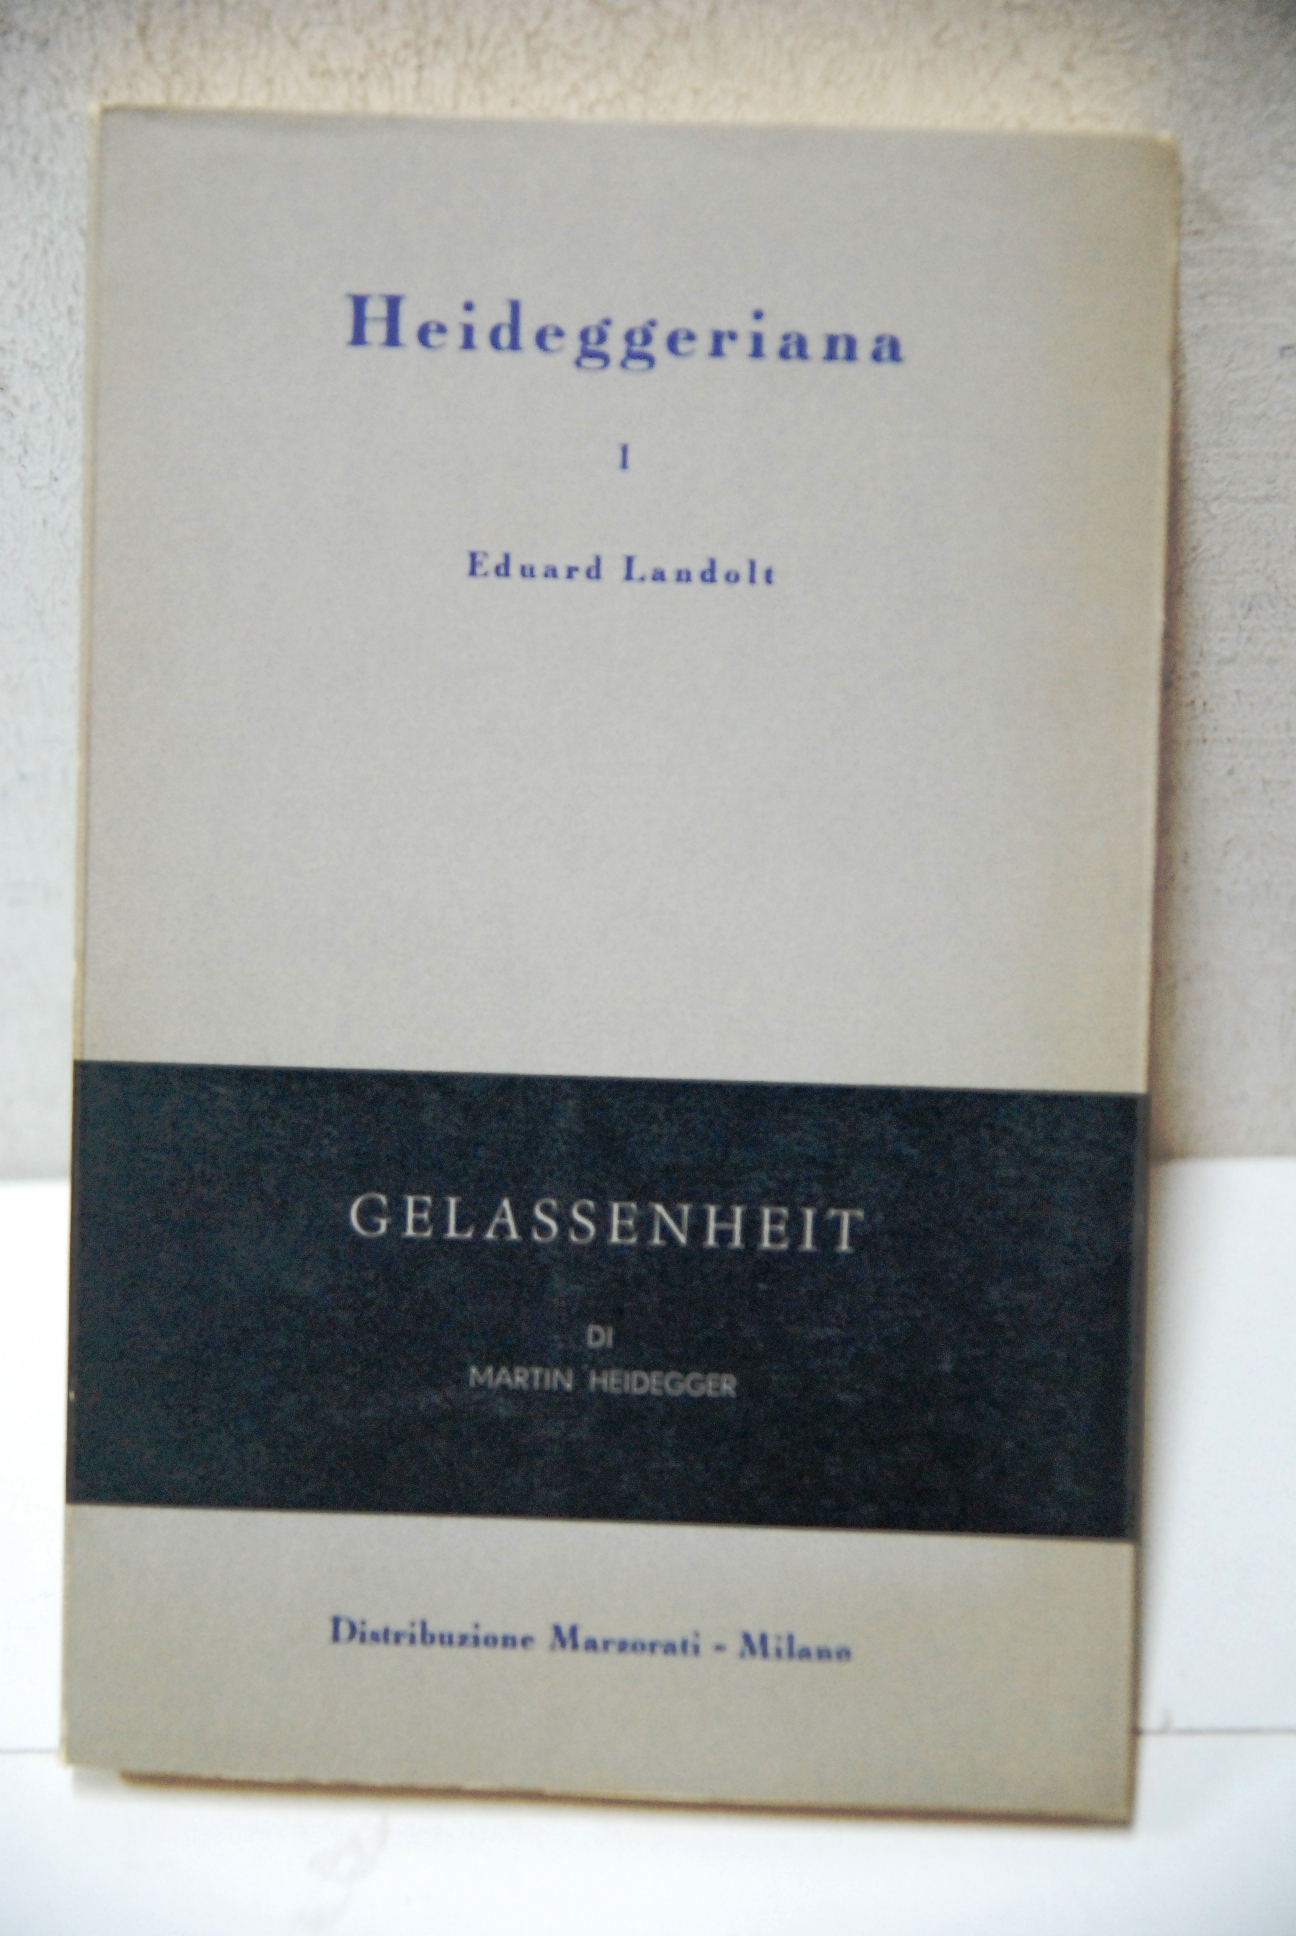 Heideggeriana
I
Eduard Landolt
GELASSENHEIT
DI
MARTIN HEIDEGGER
Distribuzione Marzorati - Milano